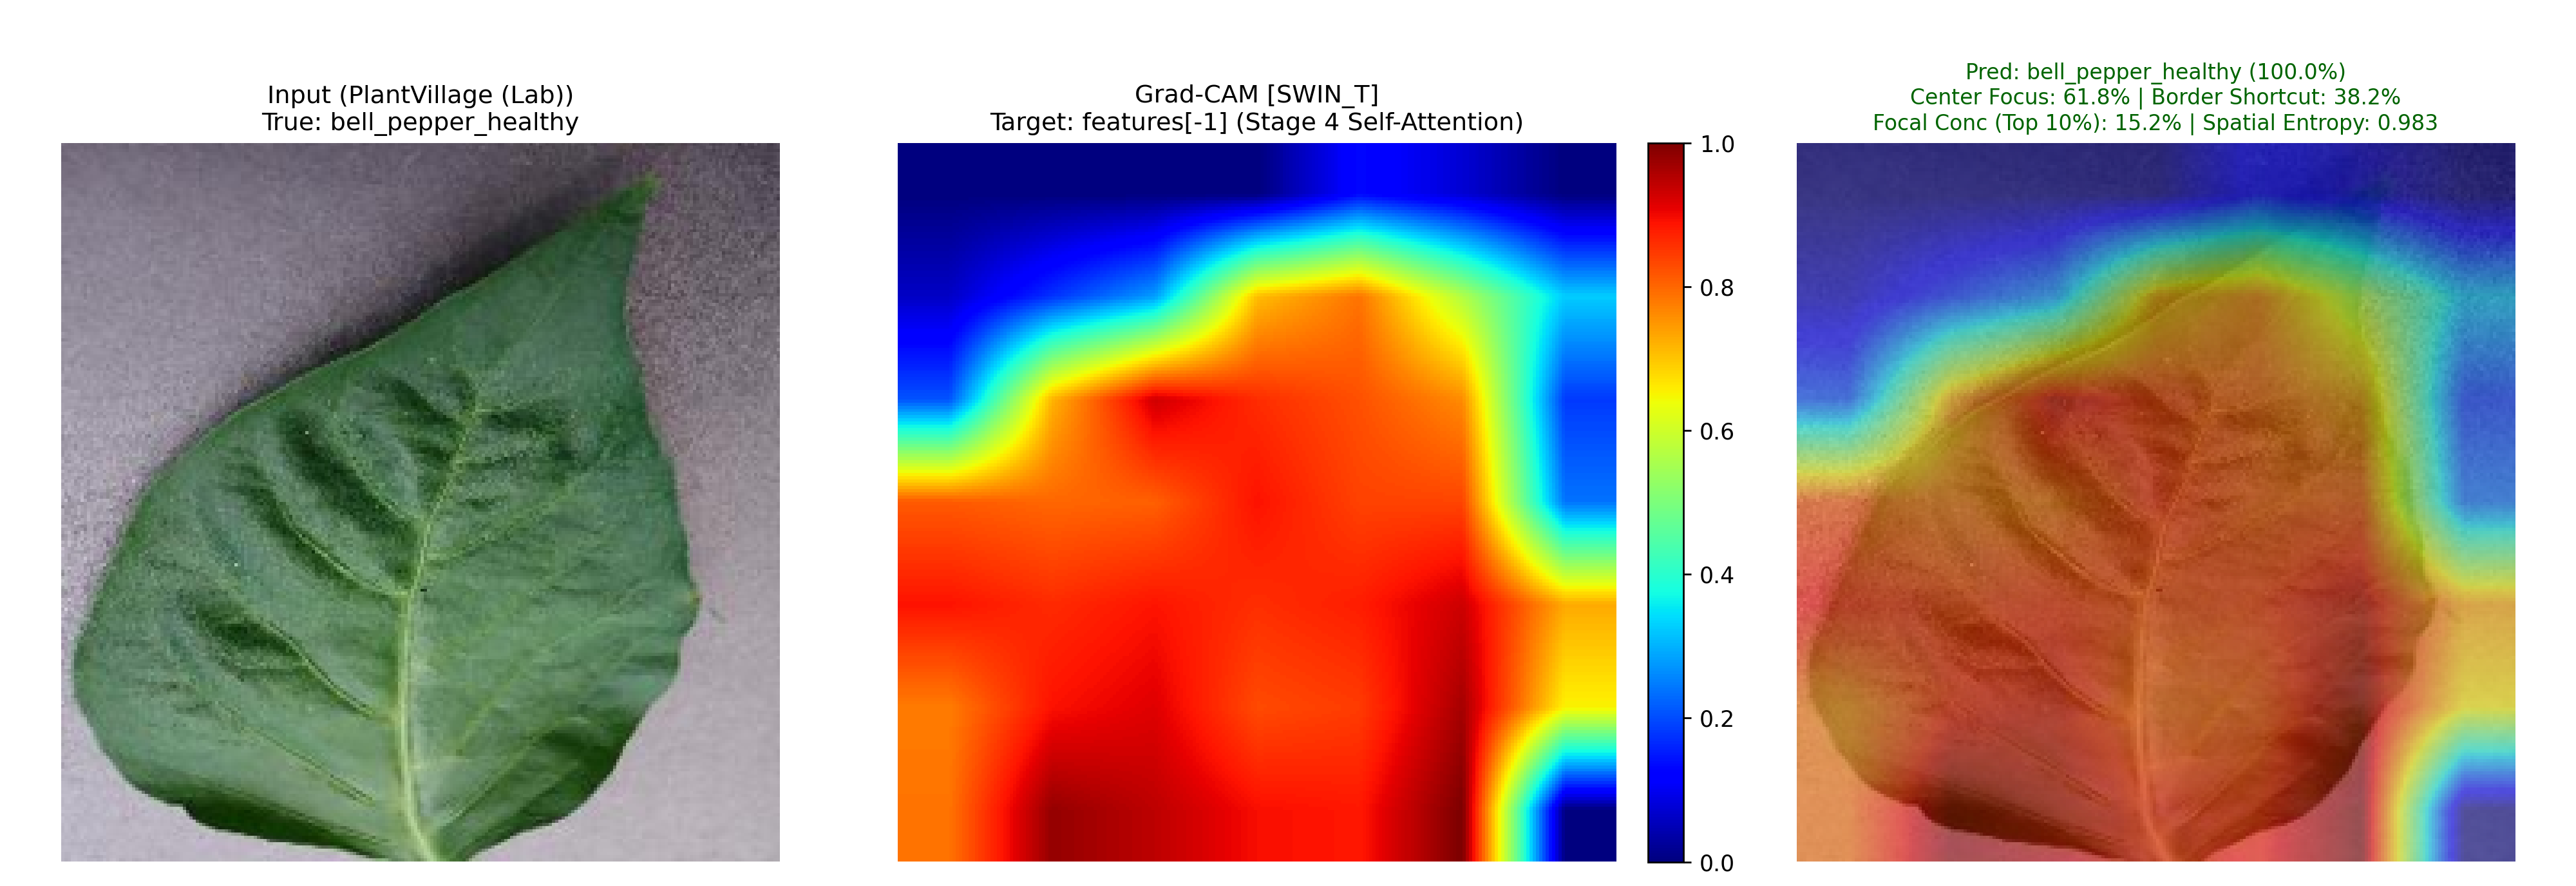 Input (PlantVillage (Lab))
True: bell_pepper_healthy
Grad-CAM [SWIN_T]
Target: features[-1] (Stage 4 Self-Attention)
1.0
0.8
0.6
0.4
0.2
0.0
Pred: bell_pepper_healthy (100.0%)
Center Focus: 61.8% | Border Shortcut: 38.2%
Focal Conc (Top 10%): 15.2% | Spatial Entropy: 0.983